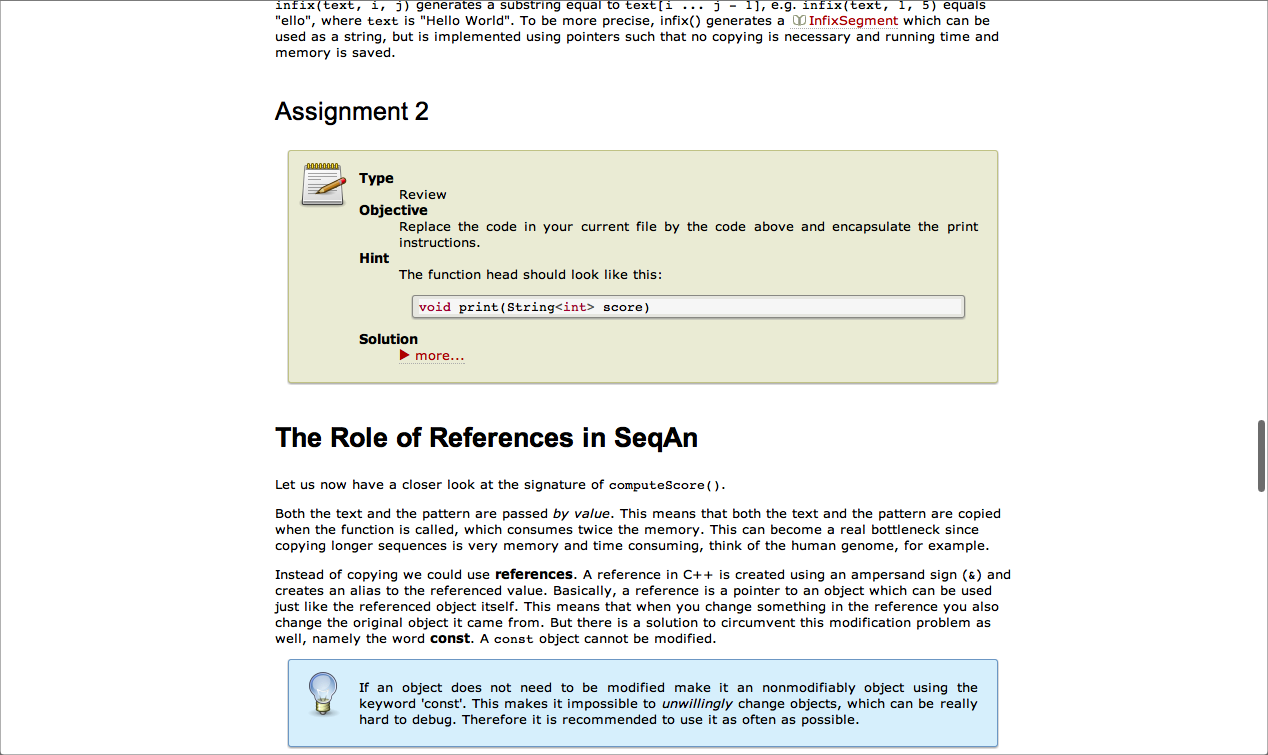 infix(text, i, j) generates a substring equal to text[i ... j - 1], e.g. infix(text, 1, 5) equals
"ello", where text is "Hello World". To be more precise, infix() generates a InfixSegment which can be
used as a string, but is implemented using pointers such that no copying is necessary and running time and
memory is saved.
Assignment 2
Type
Review
Objective
Replace the code in your current file by the code above and encapsulate the print
instructions.
Hint
The function head should look like this:
void print(String<int> score)
Solution
more...
The Role of References in SeqAn
Let us now have a closer look at the signature of computeScore().
Both the text and the pattern are passed by value. This means that both the text and the pattern are copied
when the function is called, which consumes twice the memory. This can become a real bottleneck since
copying longer sequences is very memory and time consuming, think of the human genome, for example.
Instead of copying we could use references. A reference in C++ is created using an ampersand sign (&) and
creates an alias to the referenced value. Basically, a reference is a pointer to an object which can be used
just like the referenced object itself. This means that when you change something in the reference you also
change the original object it came from. But there is a solution to circumvent this modification problem as
well, namely the word const. A const object cannot be modified.
If an object does not need to be modified make it an nonmodifiably object using the
keyword 'const'. This makes it impossible to unwillingly change objects, which can be really
hard to debug. Therefore it is recommended to use it as often as possible.